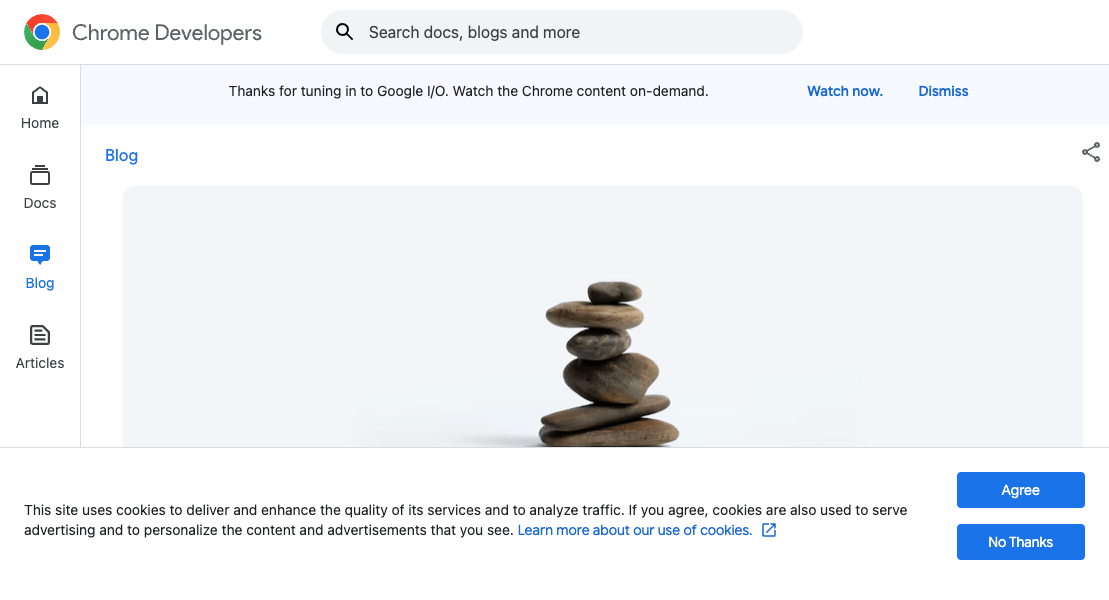 Chrome Developers
Search docs, blogs and more
Thanks for tuning in to Google I/O. Watch the Chrome content on-demand. Watch now. Dismiss
Home
Docs
Blog
Articles
Blog
This site uses cookies to deliver and enhance the quality of its services and to analyze traffic. If you agree, cookies are also used to serve
advertising and to personalize the content and advertisements that you see. Learn more about our use of cookies.
Agree
No Thanks